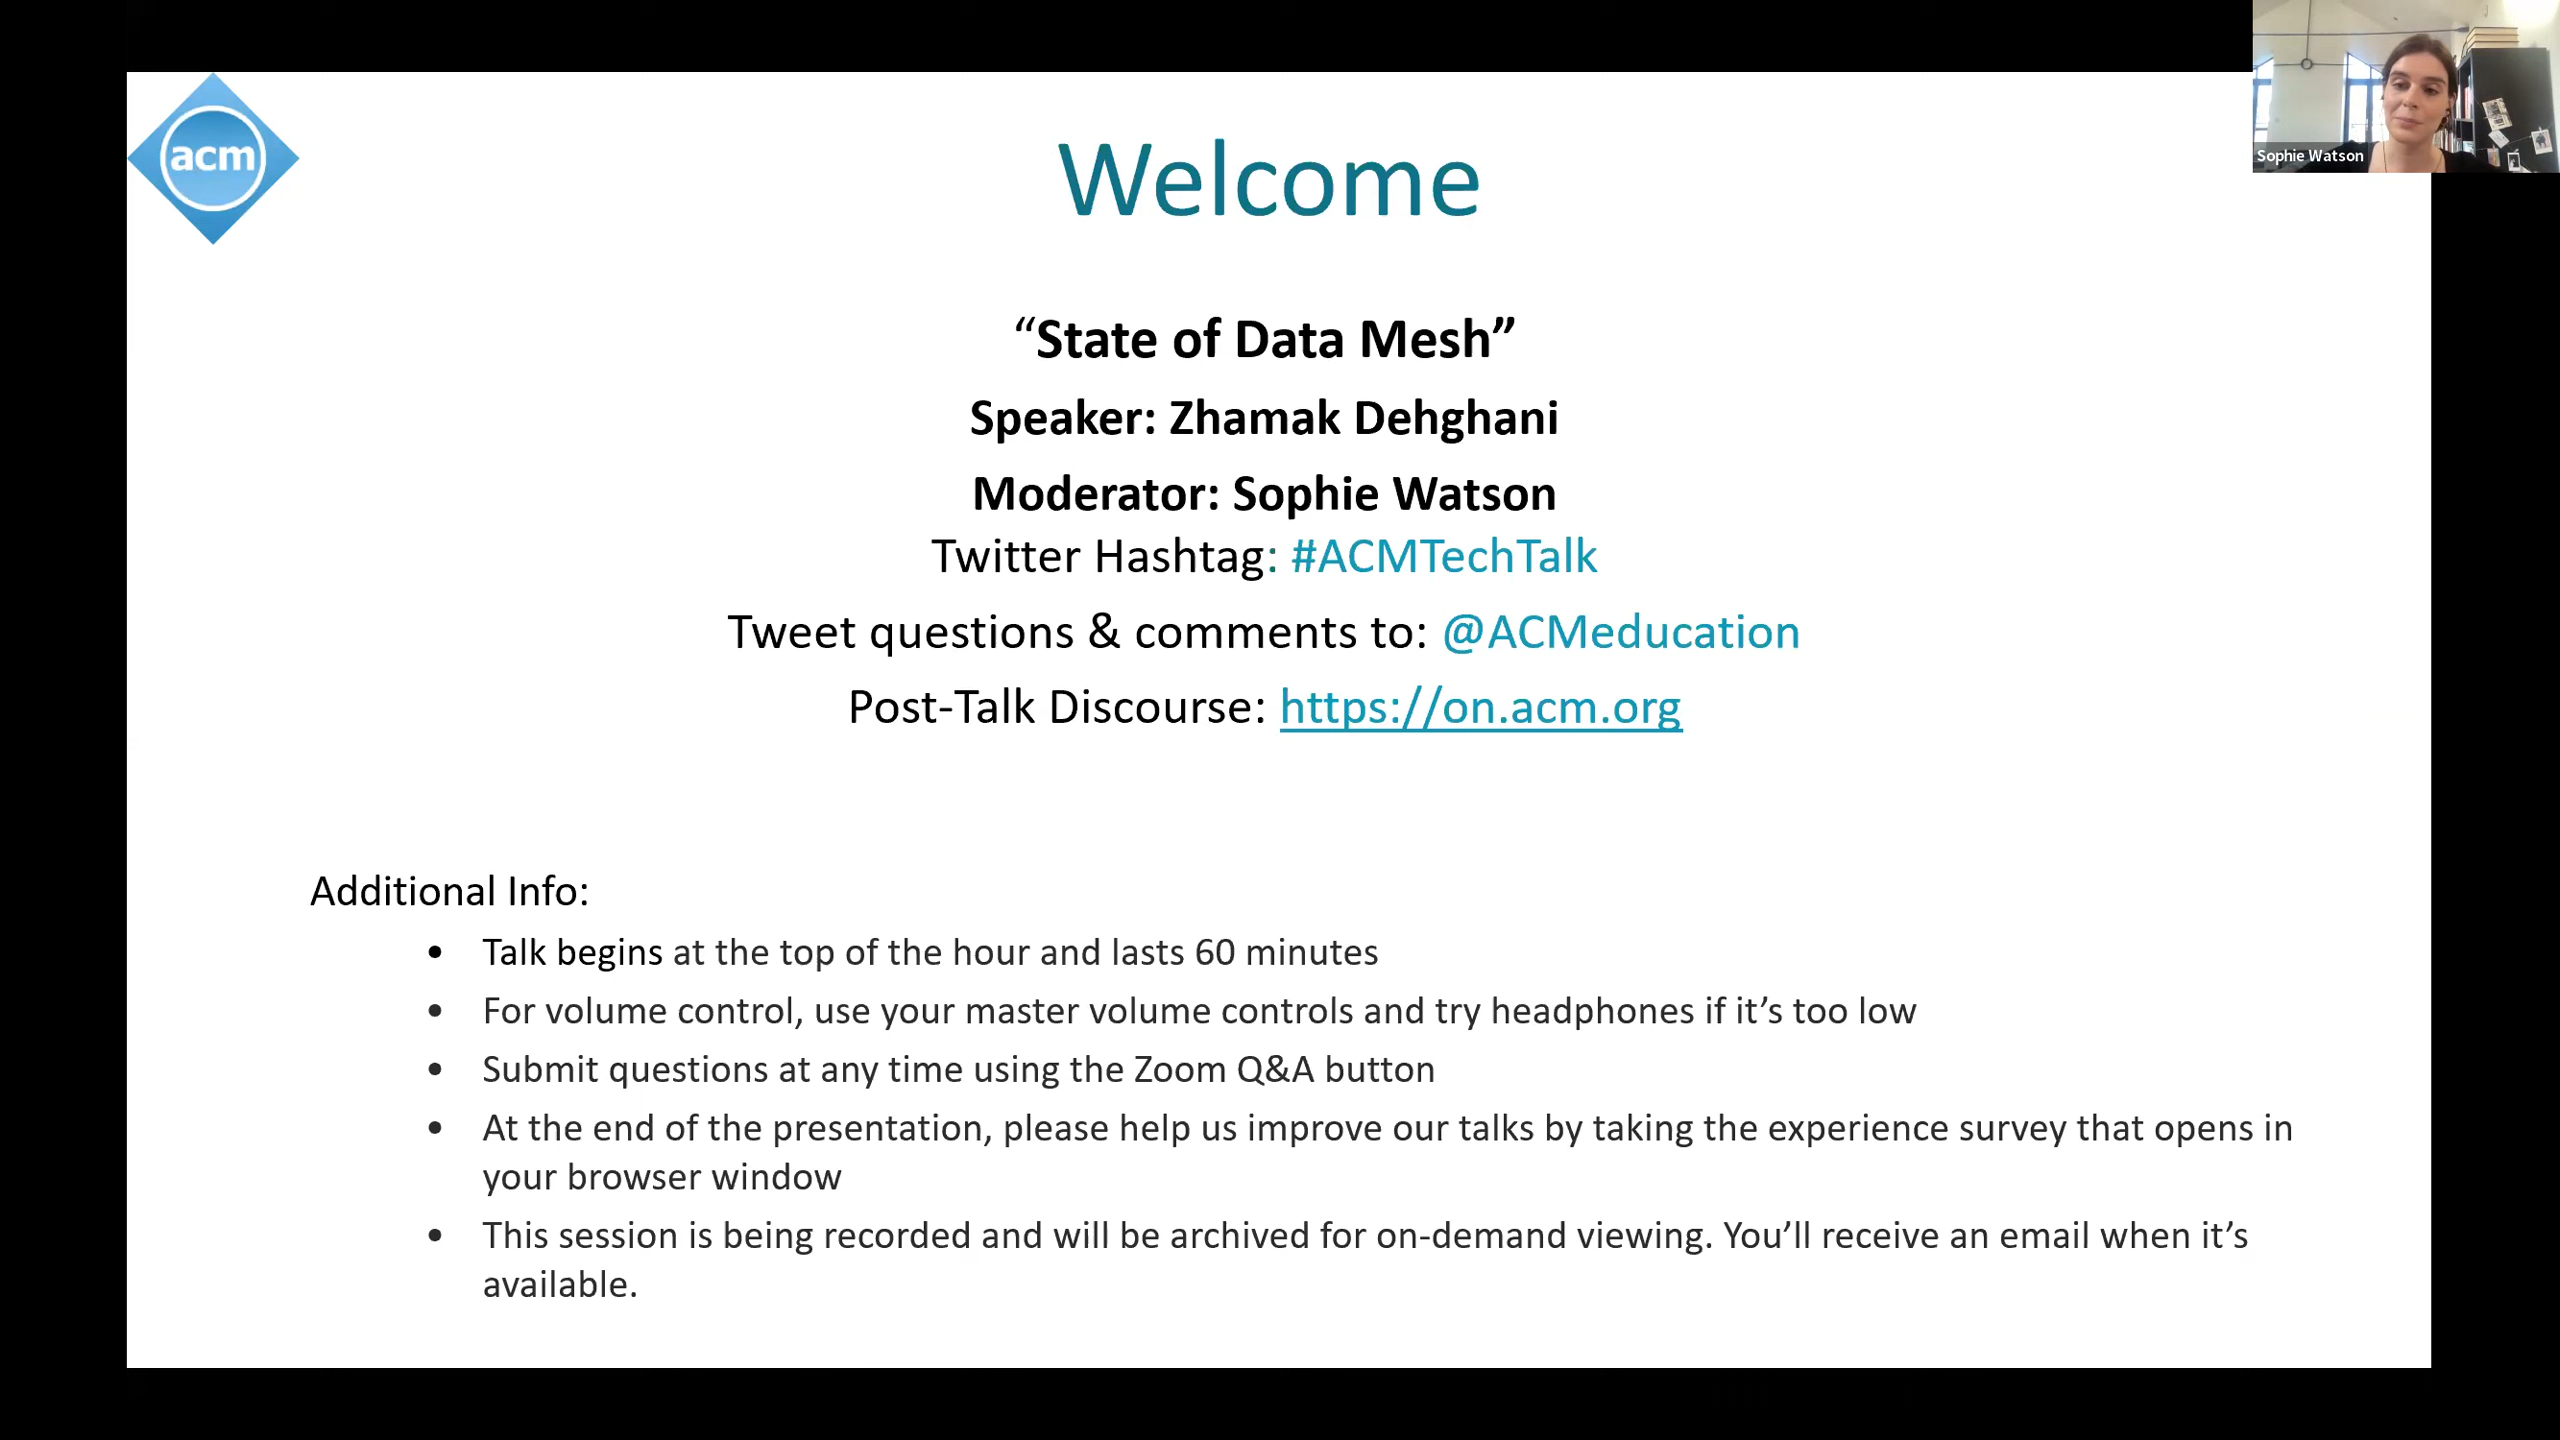 acm
Sophie Watson
Welcome
“State of Data Mesh”
Speaker: Zhamak Dehghani
Moderator: Sophie Watson
Twitter Hashtag: #ACMTechTalk
Tweet questions & comments to: @ACMeducation
Post-Talk Discourse: https://on.acm.org
Additional Info:
• Talk begins at the top of the hour and lasts 60 minutes
• For volume control, use your master volume controls and try headphones if it’s too low
• Submit questions at any time using the Zoom Q&A button
• At the end of the presentation, please help us improve our talks by taking the experience survey that opens in
your browser window
• This session is being recorded and will be archived for on-demand viewing. You’ll receive an email when it’s
available.